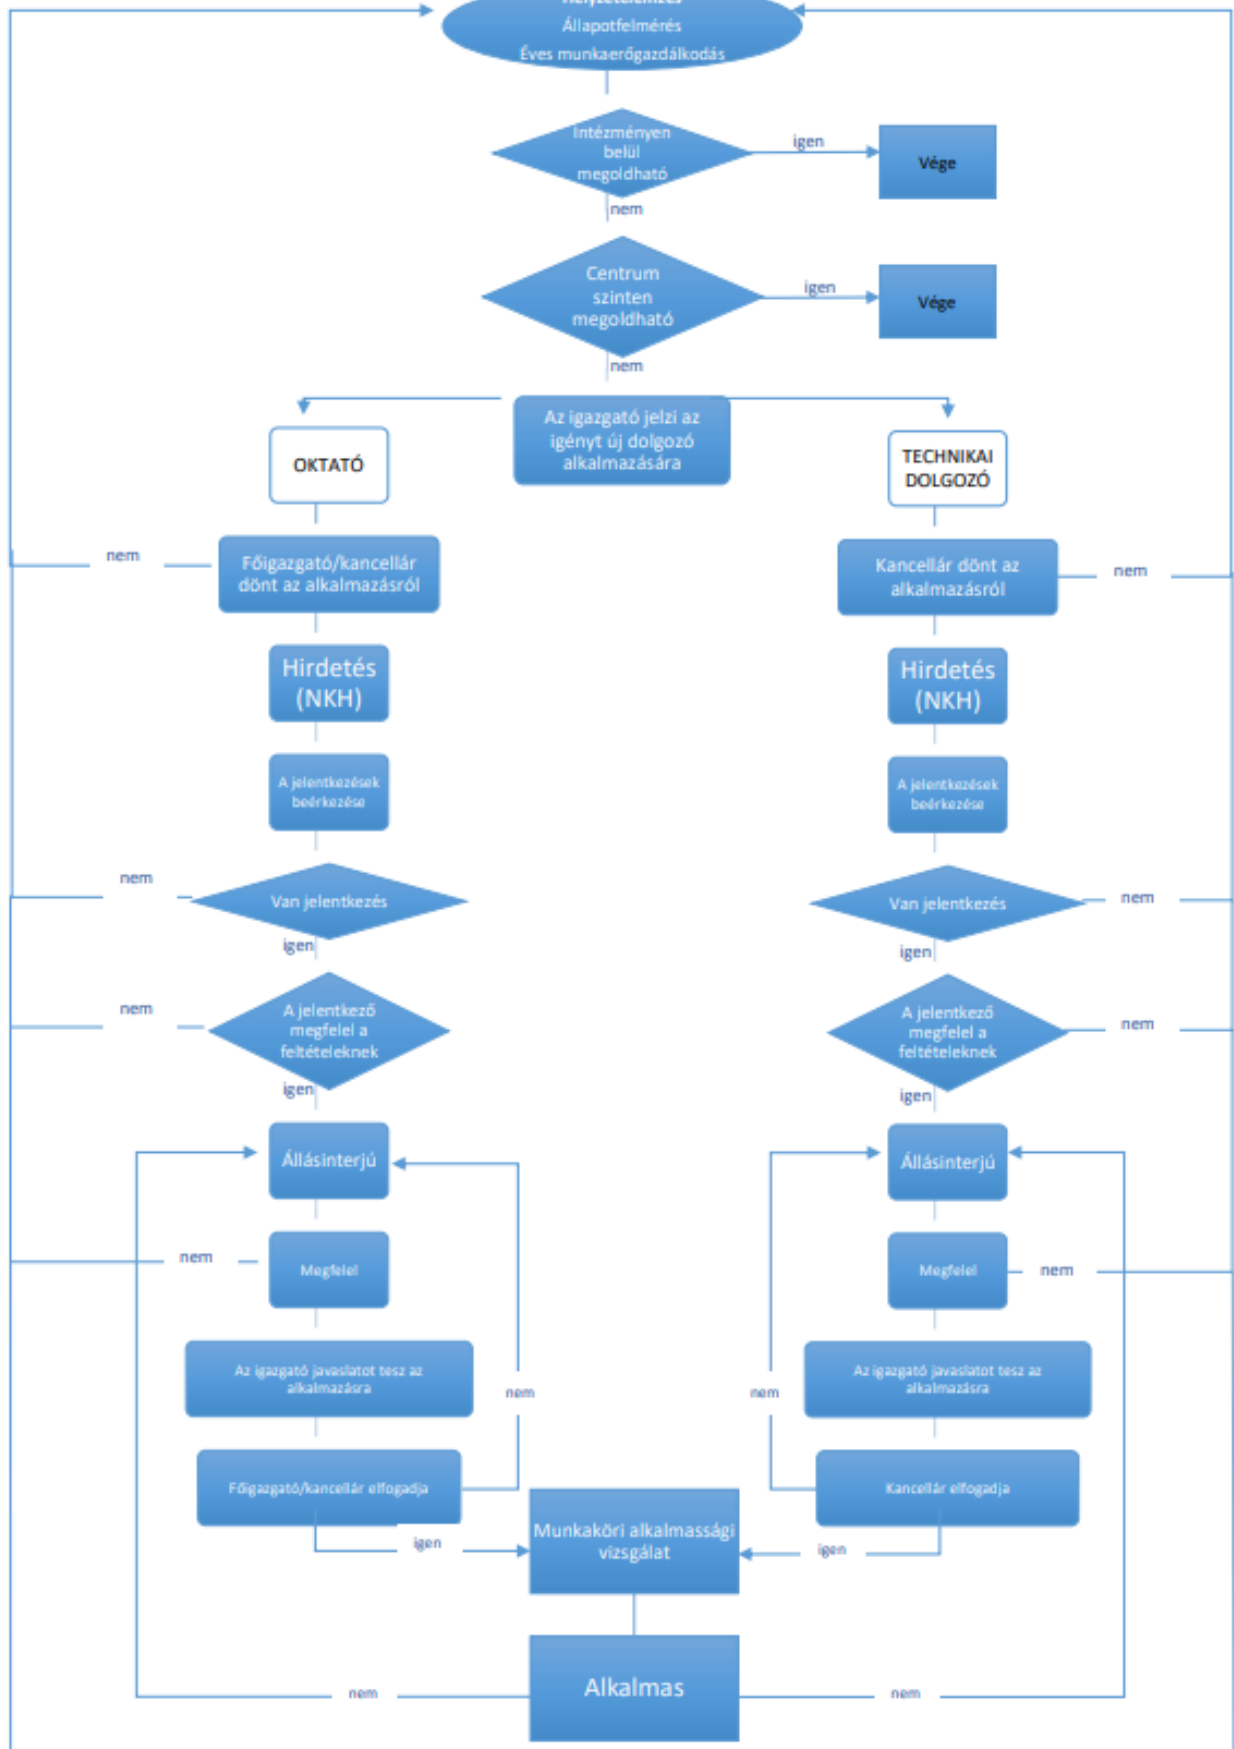 Helyzetelemzés
Állapotfelmérés
Éves munkaerőgazdálkodás
Intézményen
belül
megoldható
igen
Vége
nem
Centrum
szinten
megoldható
igen
Vége
nem
Az igazgató jelzi az
igényt új dolgozó
alkalmazására
OKTATÓ
TECHNIKAI
DOLGOZÓ
nem
Főigazgató/kancellár
dönt az alkalmazásról
Kancellár dönt az
alkalmazásról
nem
Hirdetés
(NKH)
Hirdetés
(NKH)
A jelentkezések
beérkezése
A jelentkezések
beérkezése
nem
Van jelentkezés
Van jelentkezés
nem
igen
igen
nem
A jelentkező
megfelel a
feltételeknek
A jelentkező
megfelel a
feltételeknek
nem
igen
igen
Állásinterjú
Állásinterjú
nem
Megfelel
Megfelel
nem
Az igazgató javaslatot tesz az
alkalmazásra
nem
nem
Az igazgató javaslatot tesz az
alkalmazásra
Főigazgató/kancellár elfogadja
Kancellár elfogadja
igen
Munkaköri alkalmassági
vizsgálat
igen
nem
Alkalmas
nem